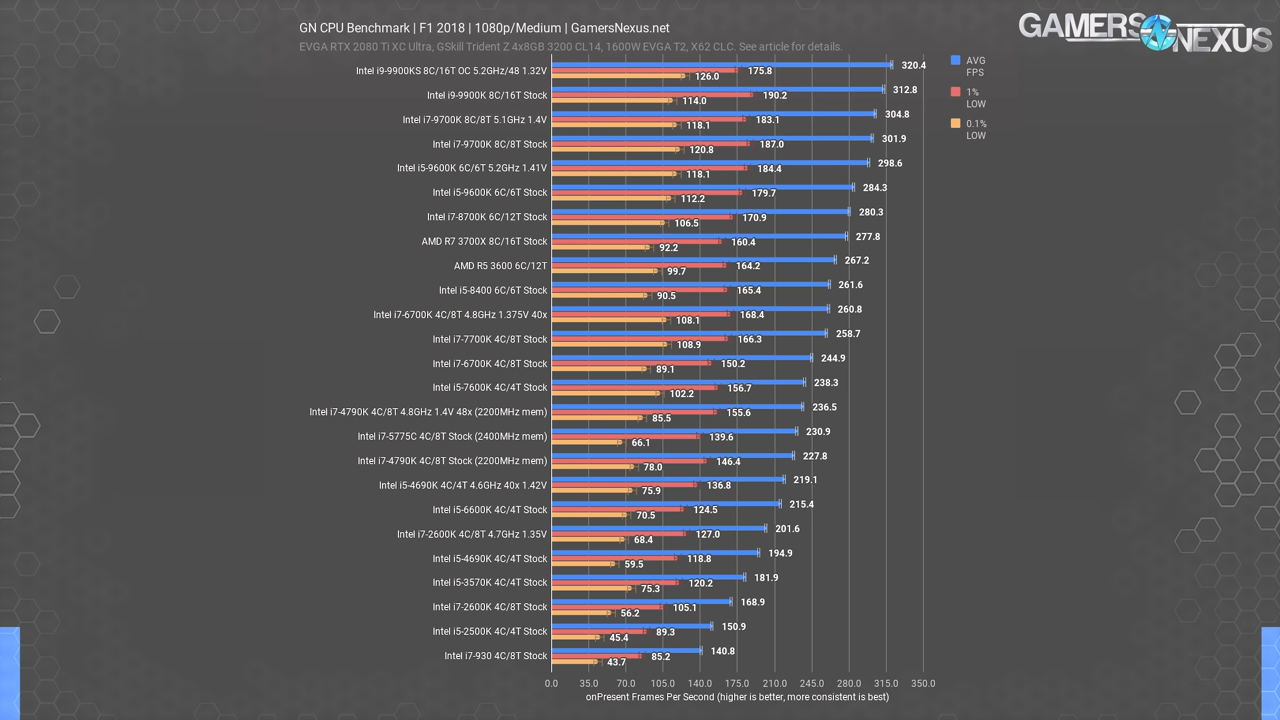 GN CPU Benchmark | F1 2018 | 1080p/Medium | GamersNexus.net
EVGA RTX 2080 Ti XC Ultra, GSkill Trident Z 4x8GB 3200 CL14, 1600W EVGA T2, X62 CLC. See article for details.
GAMERS NEXUS
AVG FPS
1% LOW
0.1% LOW
Intel i9-9900KS 8C/16T OC 5.2GHz/48 1.32V 320.4 175.8 126.0
Intel i9-9900K 8C/16T Stock 312.8 190.2 114.0
Intel i7-9700K 8C/8T 5.1GHz 1.4V 304.8 183.1 118.1
Intel i7-9700K 8C/8T Stock 301.9 187.0 120.8
Intel i5-9600K 6C/6T 5.2GHz 1.41V 298.6 184.4 118.1
Intel i5-9600K 6C/6T Stock 284.3 179.7 112.2
Intel i7-8700K 6C/12T Stock 280.3 170.9 106.5
AMD R7 3700X 8C/16T Stock 277.8 160.4 92.2
AMD R5 3600 6C/12T 267.2 164.2 99.7
Intel i5-8400 6C/6T Stock 261.6 165.4 90.5
Intel i7-6700K 4C/8T 4.8GHz 1.375V 40x 260.8 168.4 108.1
Intel i7-7700K 4C/8T Stock 258.7 166.3 108.9
Intel i7-6700K 4C/8T Stock 244.9 150.2 89.1
Intel i5-7600K 4C/4T Stock 238.3 156.7 102.2
Intel i7-4790K 4C/8T 4.8GHz 1.4V 48x (2200MHz mem) 236.5 155.6 85.5
Intel i7-5775C 4C/8T Stock (2400MHz mem) 230.9 139.6 66.1
Intel i7-4790K 4C/8T Stock (2200MHz mem) 227.8 146.4 78.0
Intel i5-4690K 4C/4T 4.6GHz 40x 1.42V 219.1 136.8 75.9
Intel i5-6600K 4C/4T Stock 215.4 124.5 70.5
Intel i7-2600K 4C/8T 4.7GHz 1.35V 201.6 127.0 68.4
Intel i5-4690K 4C/4T Stock 194.9 118.8 59.5
Intel i5-3570K 4C/4T Stock 181.9 120.2 75.3
Intel i7-2600K 4C/8T Stock 168.9 105.1 56.2
Intel i5-2500K 4C/4T Stock 150.9 89.3 45.4
Intel i7-930 4C/8T Stock 140.8 85.2 43.7
0.0 35.0 70.0 105.0 140.0 175.0 210.0 245.0 280.0 315.0 350.0
onPresent Frames Per Second (higher is better, more consistent is best)